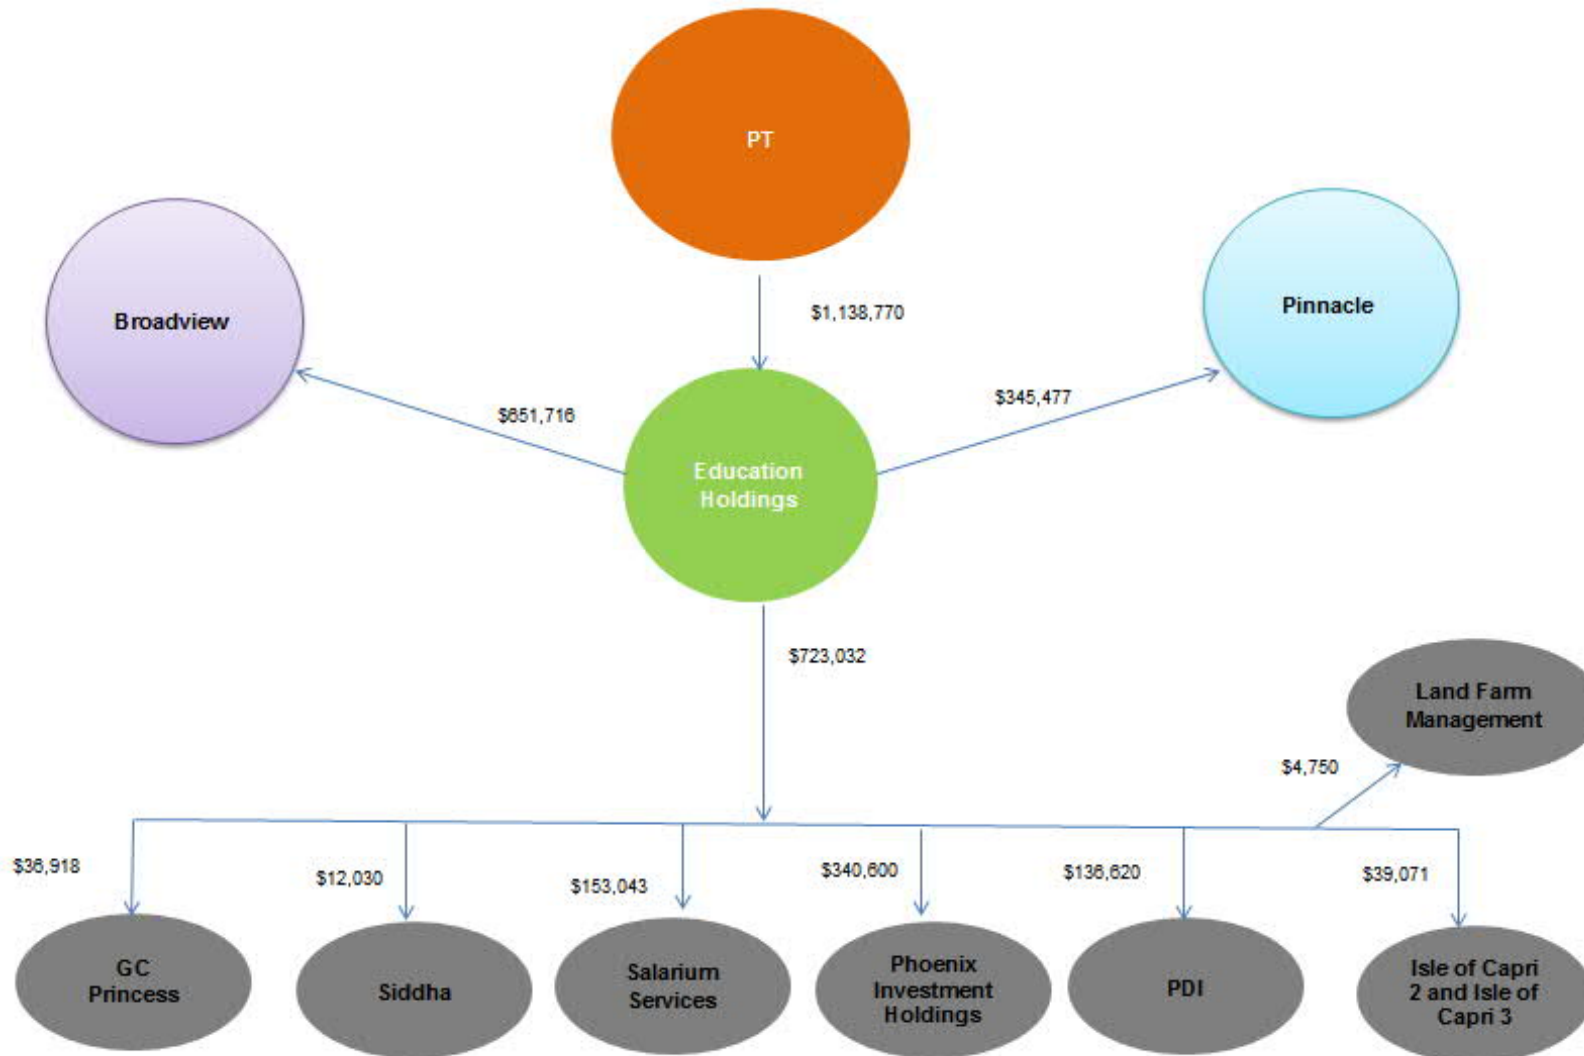 PT
Broadview
Pinnacle
$1,138,770
$651,716
$345,477
Education
Holdings
$723,032
Land Farm
Management
$4,750
$36,918
$12,030
$153,043
$340,600
$136,620
$39,071
GC
Princess
Siddha
Salarium
Services
Phoenix
Investment
Holdings
PDI
Isle of Capri
2 and Isle of
Capri 3